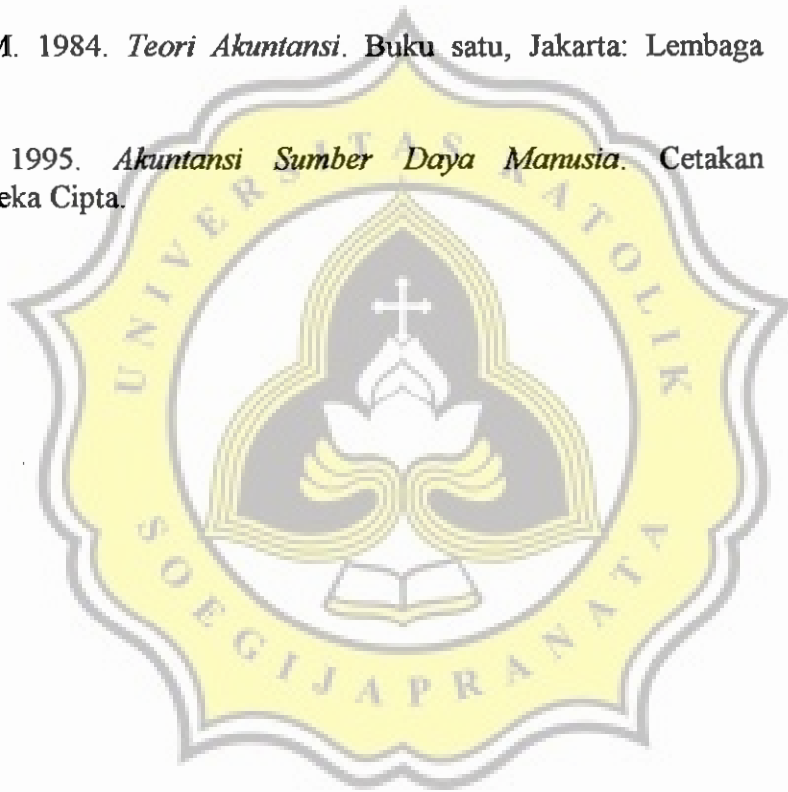 M. 1984. Teori Akuntansi. Buku satu, Jakarta: Lembaga
1995. Akuntansi Sumber Daya Manusia. Cetakan
eka Cipta.
UNIVERSITAS KATOLIK
SOEGIJAPRANATA